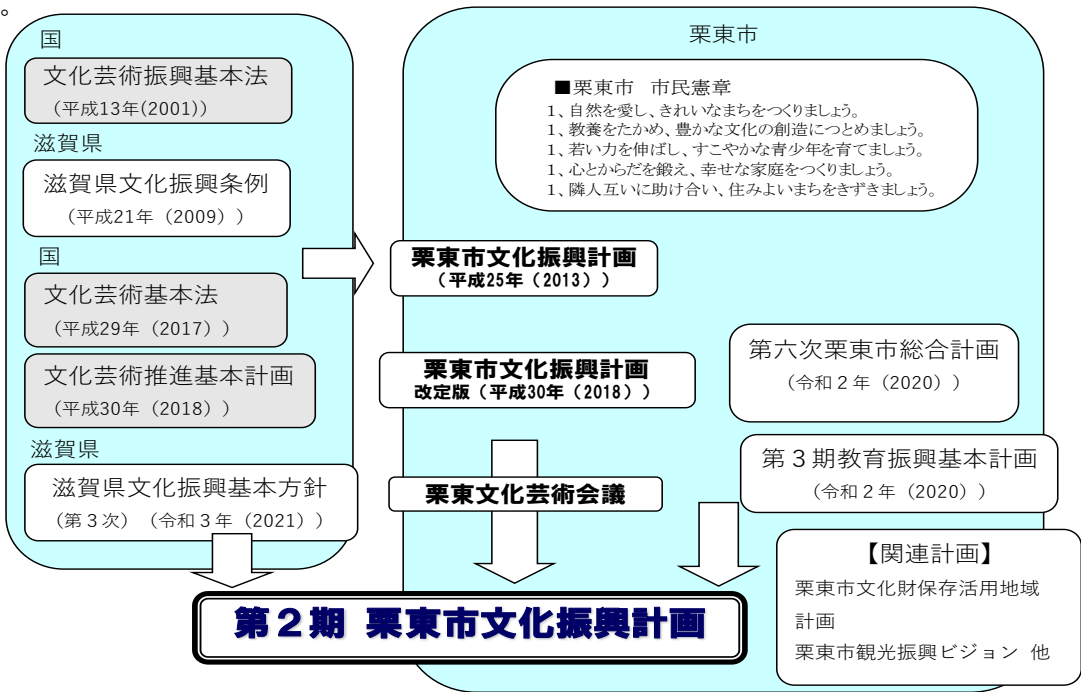 。
国
文化芸術振興基本法
（平成13年(2001)）
滋賀県
滋賀県文化振興条例
（平成21年（2009））
国
文化芸術基本法
（平成29年（2017））
文化芸術推進基本計画
（平成30年（2018））
滋賀県
滋賀県文化振興基本方針
（第３次）（令和３年（2021））
栗東市
■栗東市　市民憲章
1、自然を愛し、きれいなまちをつくりましょう。
1、教養をたかめ、豊かな文化の創造につとめましょう。
1、若い力を伸ばし、すこやかな青少年を育てましょう。
1、心とからだを鍛え、幸せな家庭をつくりましょう。
1、隣人互いに助け合い、住みよいまちをきずきましょう。
栗東市文化振興計画
（平成25年（2013））
栗東市文化振興計画
改定版（平成30年（2018））
栗東文化芸術会議
第六次栗東市総合計画
（令和２年（2020））
第３期教育振興基本計画
（令和２年（2020））
【関連計画】
栗東市文化財保存活用地域
計画
栗東市観光振興ビジョン 他
第２期 栗東市文化振興計画